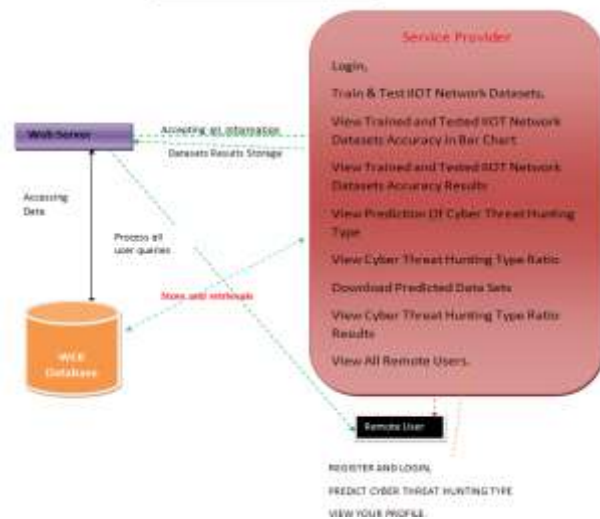 Service Provider
Login,
Train & Test IIOT Network Datasets,
View Trained and Tested IIOT Network
Datasets Accuracy in Bar Chart
View Trained and Tested IIOT Network
Datasets Accuracy Results
View Prediction Of Cyber Threat Hunting
Type
View Cyber Threat Hunting Type Ratio
Download Predicted Data Sets
View Cyber Threat Hunting Type Ratio
Results
View All Remote Users.
Web Server
Accepting all Information
Datasets Results Storage
Accessing
Data
Process all
user queries
Store and retrievals
WEB
Database
Remote User
REGISTER AND LOGIN,
PREDICT CYBER THREAT HUNTING TYPE
VIEW YOUR PROFILE.